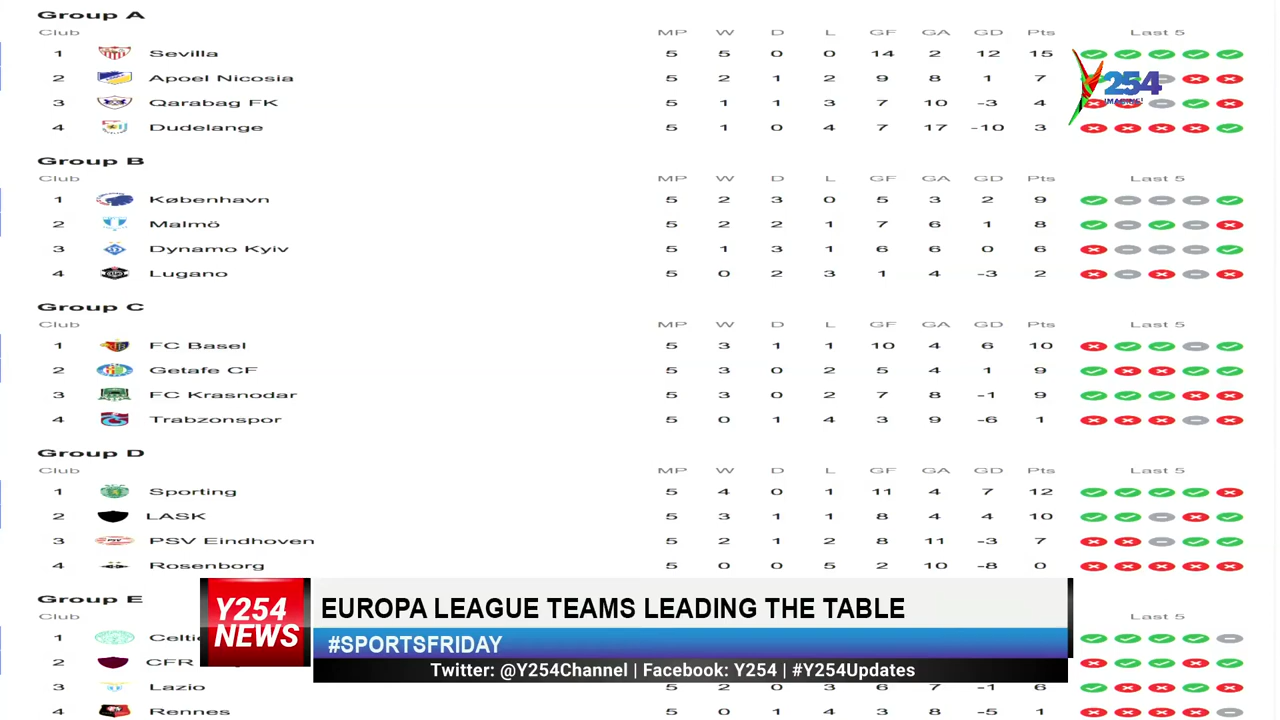 Group A
Club MP W D L GF GA GD Pts Last 5
1 Sevilla 5 5 0 0 14 2 12 15
2 Apoel Nicosia 5 2 1 2 9 8 1 7
3 Qarabag FK 5 1 1 3 7 10 -3 4
4 Dudelange 5 1 0 4 7 17 -10 3
Y254
IMAGINE!
Group B
Club MP W D L GF GA GD Pts Last 5
1 København 5 2 3 0 5 3 2 9
2 Malmö 5 2 2 1 7 6 1 8
3 Dynamo Kyiv 5 1 3 1 6 6 0 6
4 Lugano 5 0 2 3 1 4 -3 2
Group C
Club MP W D L GF GA GD Pts Last 5
1 FC Basel 5 3 1 1 10 4 6 10
2 Getafe CF 5 3 0 2 5 4 1 9
3 FC Krasnodar 5 3 0 2 7 8 -1 9
4 Trabzonspor 5 0 1 4 3 9 -6 1
Group D
Club MP W D L GF GA GD Pts Last 5
1 Sporting 5 4 0 1 11 4 7 12
2 LASK 5 3 1 1 8 4 4 10
3 PSV Eindhoven 5 2 1 2 8 11 -3 7
4 Rosenborg 5 0 0 5 2 10 -8 0
Group E
Club Last 5
1
2 CFR
3 Lazio 5 2 0 3 6 7 -1 6
4 Rennes 5 0 1 4 3 8 -5 1
Y254
NEWS
EUROPA LEAGUE TEAMS LEADING THE TABLE
#SPORTSFRIDAY
Twitter: @Y254Channel | Facebook: Y254 | #Y254Updates